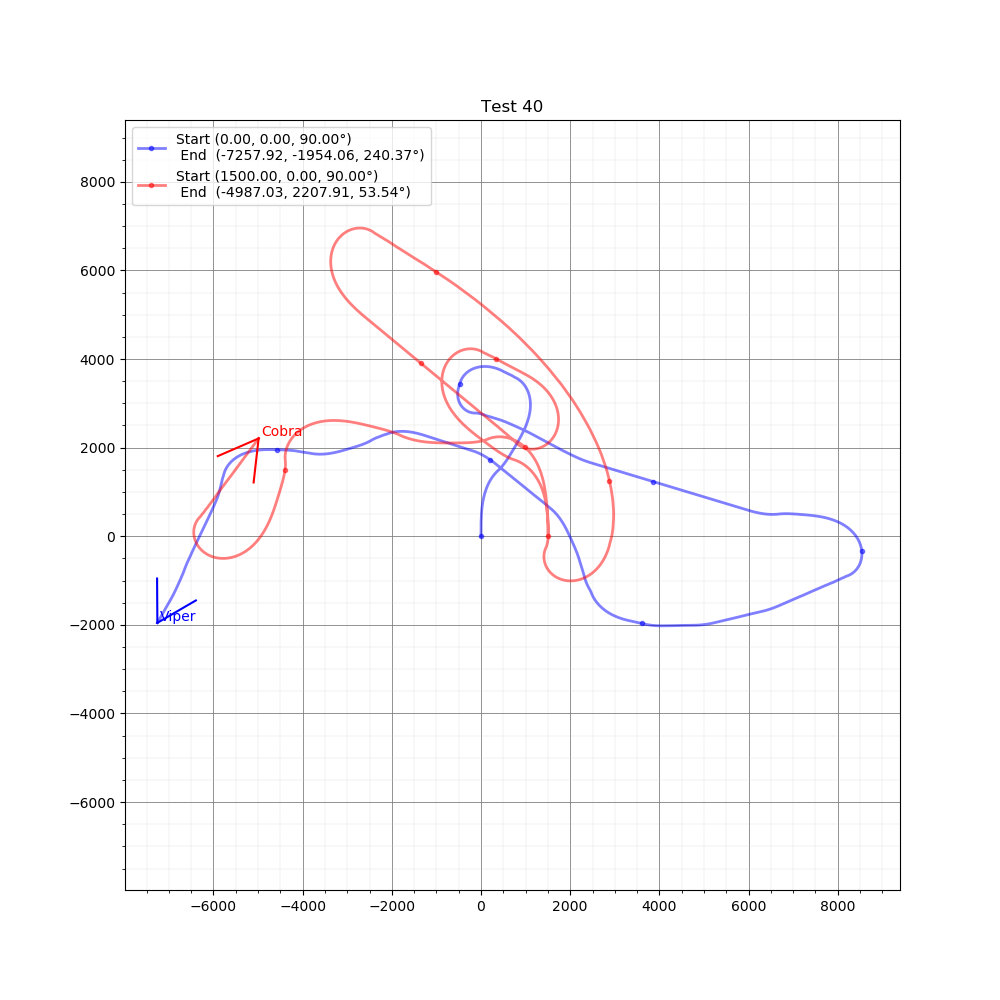 Test 40
Start (0.00, 0.00, 90.00°)
End (-7257.92, -1954.06, 240.37°)
Start (1500.00, 0.00, 90.00°)
End (-4987.03, 2207.91, 53.54°)
8000
6000
4000
2000
0
−2000
−4000
−6000
Cobra
Viper
−6000 −4000 −2000 0 2000 4000 6000 8000